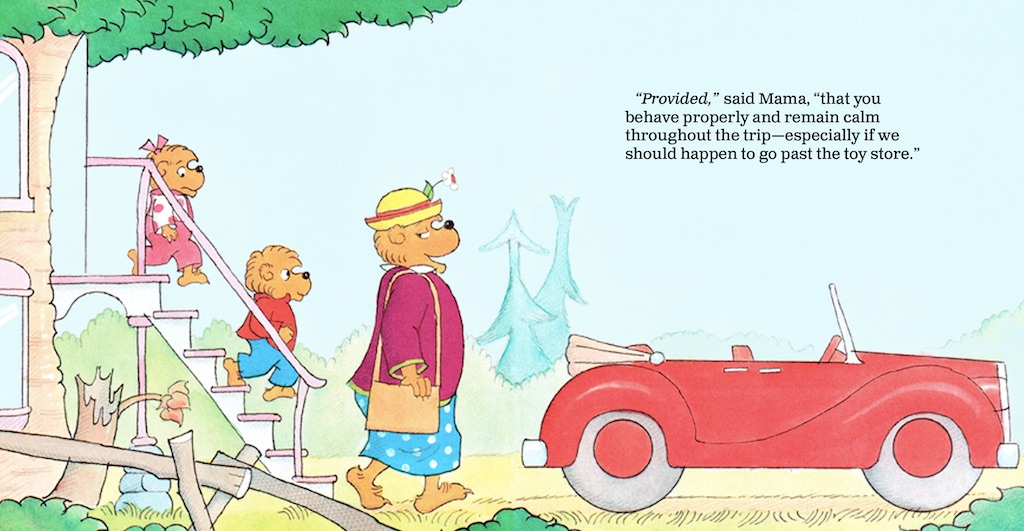 “Provided,” said Mama, “that you
behave properly and remain calm
throughout the trip—especially if we
should happen to go past the toy store.”